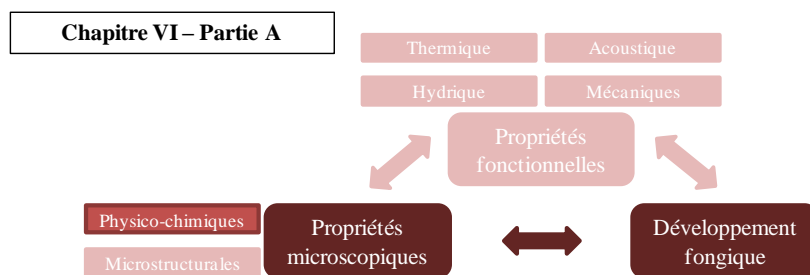 Chapitre VI – Partie A
Thermique
Acoustique
Hydrique
Mécaniques
Propriétés
fonctionnelles
Physico-chimiques
Microstructurales
Propriétés
microscopiques
Développement
fongique